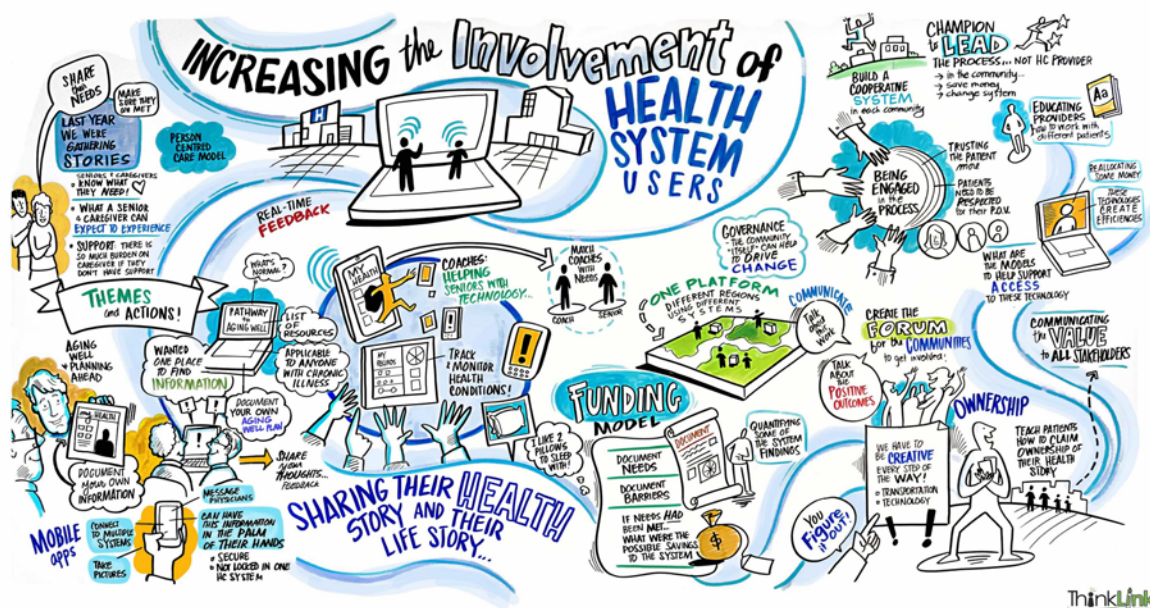 INCREASING the Involvement of
HEALTH
SYSTEM
USERS
SHARE
their
NEEDS
MAKE
SURE THEY
ARE MET
LAST YEAR
WE WERE
GATHERING
STORIES
PERSON
CENTRED
CARE MODEL
SENIORS & CAREGIVERS
• KNOW WHAT
THEY NEED!
• WHAT A SENIOR
& CAREGIVER CAN
EXPECT TO EXPERIENCE
• SUPPORT: THERE IS
SO MUCH BURDEN ON
CAREGIVER IF THEY
DON'T HAVE SUPPORT
THEMES
and ACTIONS!
H
REAL-TIME
FEEDBACK
WHAT'S
NORMAL?
PATHWAY
to
AGING WELL
LIST
OF
RESOURCES
WANTED
ONE PLACE
TO FIND
INFORMATION
APPLICABLE
TO ANYONE
WITH CHRONIC
ILLNESS
DOCUMENT
YOUR OWN
AGING
WELL PLAN
AGING
WELL
& PLANNING
AHEAD
MY HEALTH
DOCUMENT
your OWN
INFORMATION
!
!
!
SHARE
your
THOUGHTS...
FEEDBACK
MOBILE
apps
CONNECT
TO MULTIPLE
SYSTEMS
TAKE
PICTURES
MESSAGE
PHYSICIANS
CAN HAVE
THIS INFORMATION
IN THE PALM
OF THEIR HANDS
• SECURE
• NOT LOCKED IN ONE
HC SYSTEM
MY
HEALTH
COACHES:
HELPING
SENIORS WITH
TECHNOLOGY...
MY
RECORDS
TRACK
& MONITOR
HEALTH
CONDITIONS!
I LIKE 2
PILLOWS
TO SLEEP
WITH!
SHARING THEIR HEALTH
STORY AND THEIR
LIFE STORY...
MATCH
COACHES
WITH
NEEDS
COACH
SENIOR
GOVERNANCE
- THE COMMUNITY
"ITSELF" CAN HELP
TO DRIVE
CHANGE
ONE PLATFORM
DIFFERENT REGIONS
USING DIFFERENT
SYSTEMS
COMMUNICATE
Talk
about
our
work
TALK
ABOUT
the
POSITIVE
OUTCOMES
FUNDING
MODEL
DOCUMENT
NEEDS
DOCUMENT
BARRIERS
IF NEEDS HAD
BEEN MET...
WHAT WERE THE
POSSIBLE SAVINGS
TO THE SYSTEM
DOCUMENT
$
QUANTIFYING
SOME OF
the SYSTEM
FINDINGS
BUILD A
COOPERATIVE
SYSTEM
in each community
CHAMPION
to LEAD
THE PROCESS... NOT HC PROVIDER
→ in the community...
→ save money
→ change system
EDUCATING
PROVIDERS
how to work with
different patients
Aa
BEING
ENGAGED
in the
PROCESS
TRUSTING
THE PATIENT
more
PATIENTS
NEED TO BE
RESPECTED
for their P.O.V.
REALLOCATING
SOME MONEY
THESE
TECHNOLOGIES
CREATE
EFFICIENCIES
WHAT ARE
THE MODELS
TO HELP SUPPORT
ACCESS
TO THESE TECHNOLOGY
CREATE THE
FORUM
for the COMMUNITIES
to get involved!
COMMUNICATING
the VALUE
to ALL STAKEHOLDERS
OWNERSHIP
TEACH PATIENTS
HOW TO CLAIM
OWNERSHIP OF
THEIR HEALTH
STORY
WE HAVE TO
BE CREATIVE
EVERY STEP OF
THE WAY!
• TRANSPORTATION
• TECHNOLOGY
YOU
Figure
it out!
ThinkLink